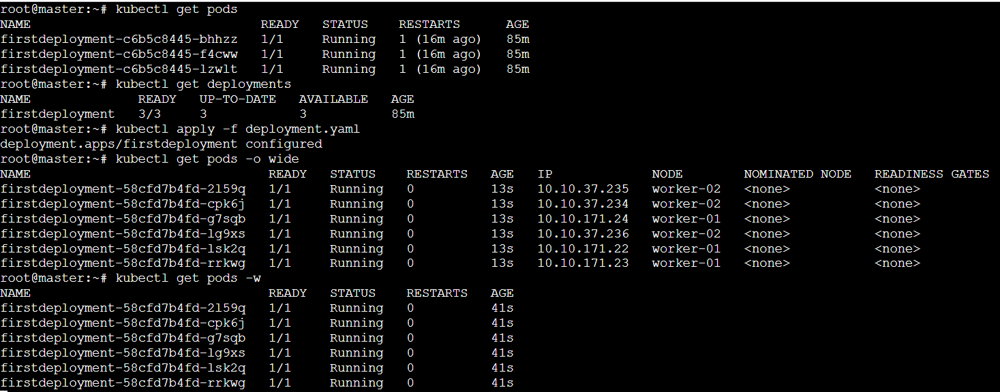 root@master:~# kubectl get pods
NAME READY STATUS RESTARTS AGE
firstdeployment-c6b5c8445-bhhzz 1/1 Running 1 (16m ago) 85m
firstdeployment-c6b5c8445-f4cww 1/1 Running 1 (16m ago) 85m
firstdeployment-c6b5c8445-lzwlt 1/1 Running 1 (16m ago) 85m
root@master:~# kubectl get deployments
NAME READY UP-TO-DATE AVAILABLE AGE
firstdeployment 3/3 3 3 85m
root@master:~# kubectl apply -f deployment.yaml
deployment.apps/firstdeployment configured
root@master:~# kubectl get pods -o wide
NAME READY STATUS RESTARTS AGE IP NODE NOMINATED NODE READINESS GATES
firstdeployment-58cfd7b4fd-2l59q 1/1 Running 0 13s 10.10.37.235 worker-02 <none> <none>
firstdeployment-58cfd7b4fd-cpk6j 1/1 Running 0 13s 10.10.37.234 worker-02 <none> <none>
firstdeployment-58cfd7b4fd-g7sqb 1/1 Running 0 13s 10.10.171.24 worker-01 <none> <none>
firstdeployment-58cfd7b4fd-lg9xs 1/1 Running 0 13s 10.10.37.236 worker-02 <none> <none>
firstdeployment-58cfd7b4fd-lsk2q 1/1 Running 0 13s 10.10.171.22 worker-01 <none> <none>
firstdeployment-58cfd7b4fd-rrkwg 1/1 Running 0 13s 10.10.171.23 worker-01 <none> <none>
root@master:~# kubectl get pods -w
NAME READY STATUS RESTARTS AGE
firstdeployment-58cfd7b4fd-2l59q 1/1 Running 0 41s
firstdeployment-58cfd7b4fd-cpk6j 1/1 Running 0 41s
firstdeployment-58cfd7b4fd-g7sqb 1/1 Running 0 41s
firstdeployment-58cfd7b4fd-lg9xs 1/1 Running 0 41s
firstdeployment-58cfd7b4fd-lsk2q 1/1 Running 0 41s
firstdeployment-58cfd7b4fd-rrkwg 1/1 Running 0 41s